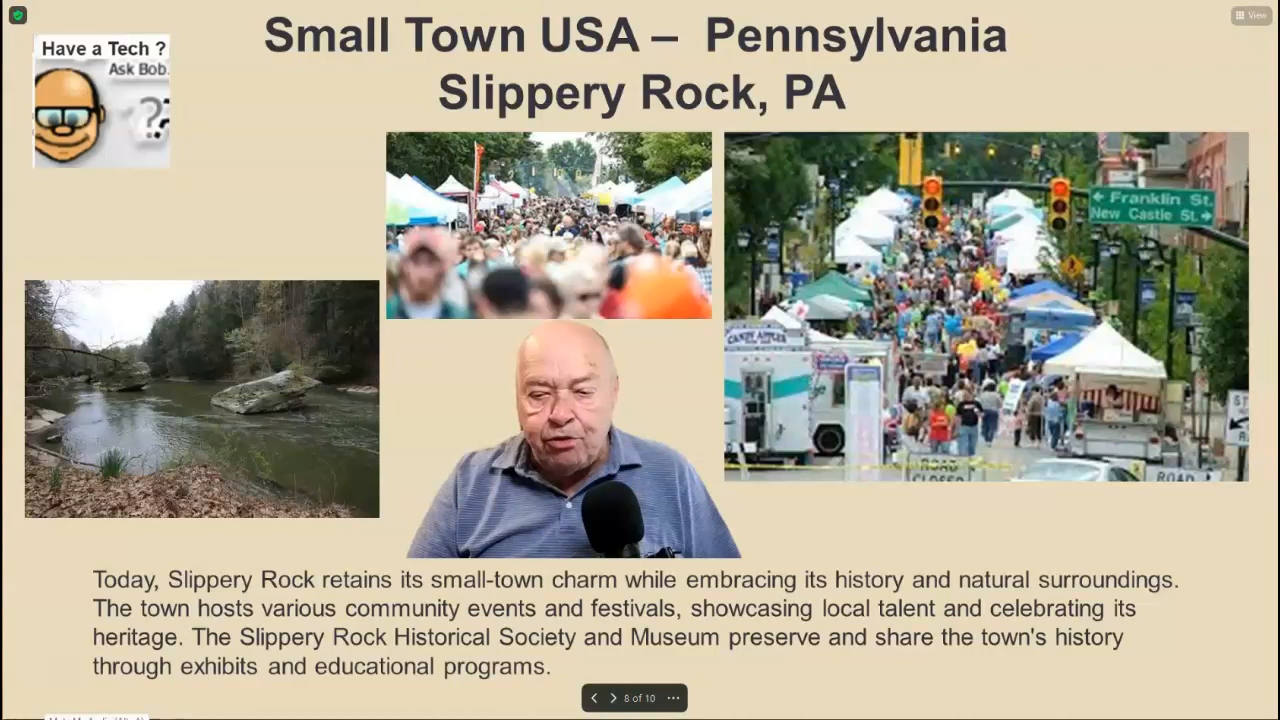 View
Small Town USA – Pennsylvania
Slippery Rock, PA
Have a Tech ?
Ask Bob.
??
← Franklin St.
New Castle St. →
CANDY APPLES
ROAD
CLOSED
ROAD
Today, Slippery Rock retains its small-town charm while embracing its history and natural surroundings.
The town hosts various community events and festivals, showcasing local talent and celebrating its
heritage. The Slippery Rock Historical Society and Museum preserve and share the town's history
through exhibits and educational programs.
8 of 10